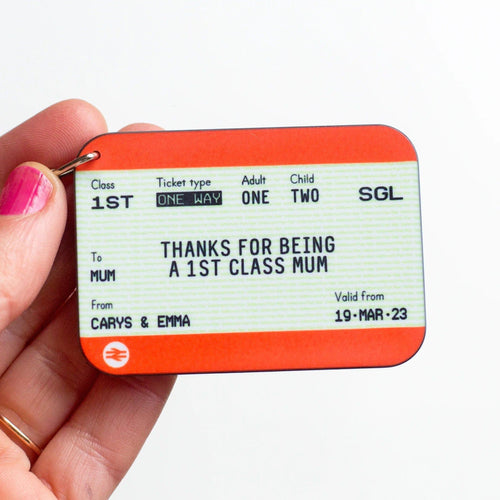 Class Ticket type Adult Child
1ST ONE WAY ONE TWO SGL
THANKS FOR BEING
A 1ST CLASS MUM
To
MUM
From Valid from
CARYS & EMMA 19·MAR·23